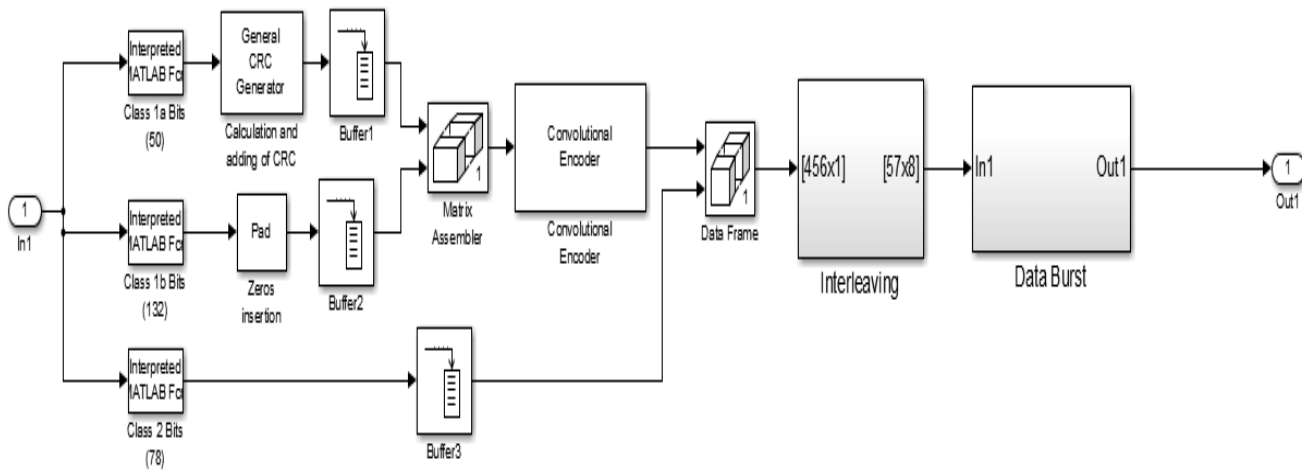 1
In1
Interpreted
MATLAB Fcn
Class 1a Bits
(50)
General
CRC
Generator
Calculation and
adding of CRC
Buffer1
Interpreted
MATLAB Fcn
Class 1b Bits
(132)
Pad
Zeros
insertion
Buffer2
Interpreted
MATLAB Fcn
Class 2 Bits
(78)
Buffer3
1
Matrix
Assembler
Convolutional
Encoder
Convolutional
Encoder
1
Data Frame
[456x1] [57x8]
Interleaving
In1 Out1
Data Burst
1
Out1